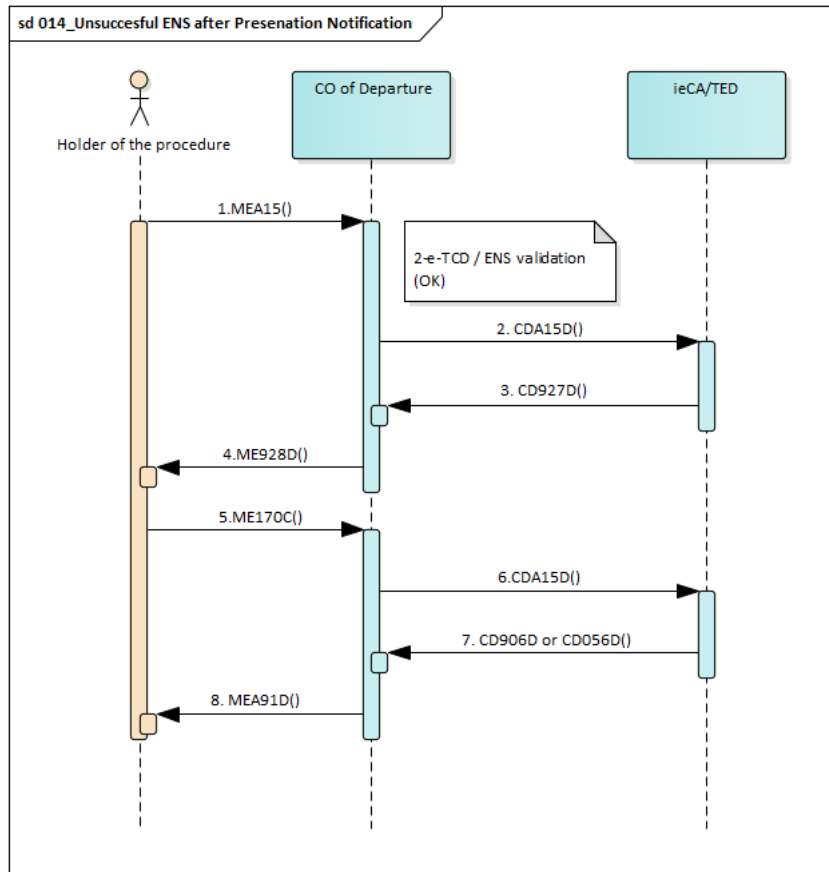 sd 014_Unsuccesful ENS after Presenation Notification
CO of Departure
ieCA/TED
Holder of the procedure
1.MEA15()
2-e-TCD / ENS validation
(OK)
2. CDA15D()
3. CD927D()
4.ME928D()
5.ME170C()
6.CDA15D()
7. CD906D or CD056D()
8. MEA91D()